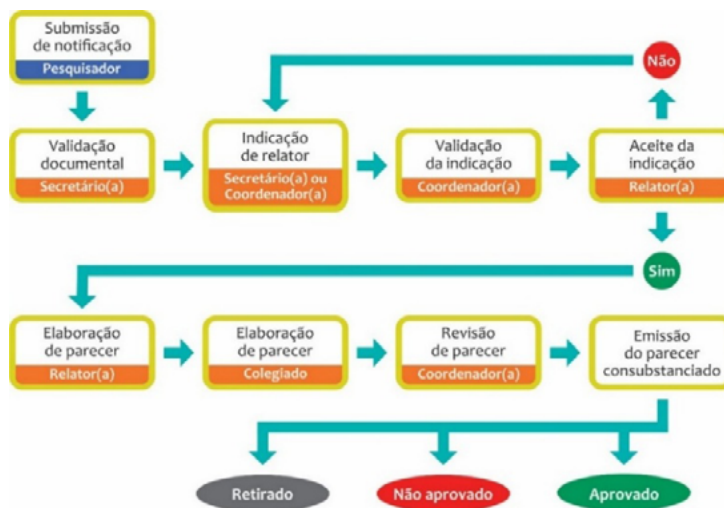 Submissão
de notificação
Pesquisador
Não
Validação
documental
Secretário(a)
Indicação
de relator
Secretário(a) ou
Coordenador(a)
Validação
da indicação
Coordenador(a)
Aceite da
indicação
Relator(a)
Sim
Elaboração
de parecer
Relator(a)
Elaboração
de parecer
Colegiado
Revisão
de parecer
Coordenador(a)
Emissão
do parecer
consubstanciado
Retirado
Não aprovado
Aprovado